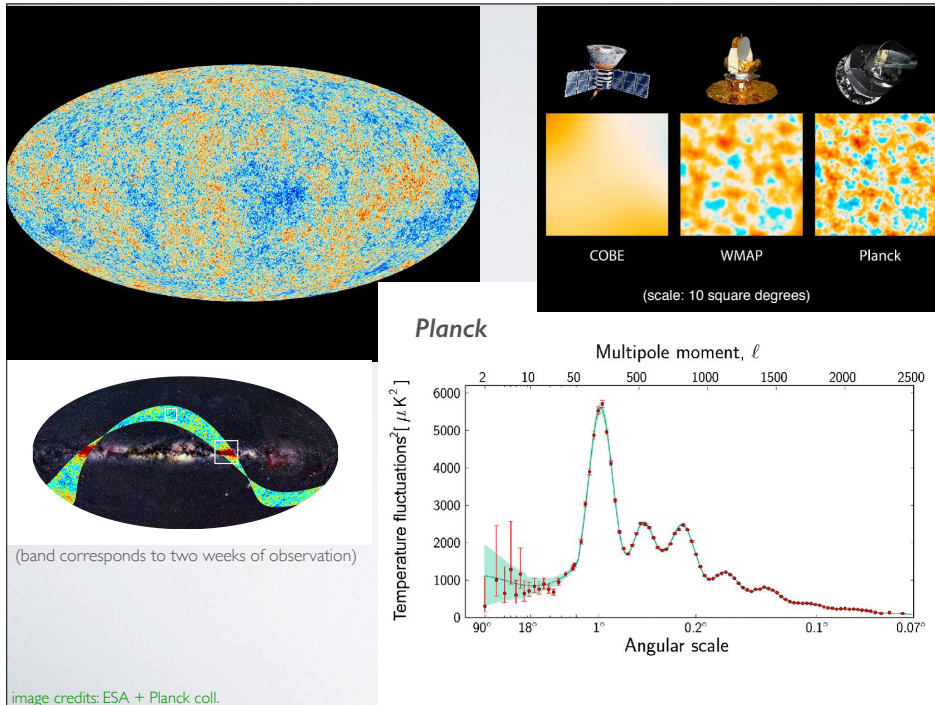 COBE WMAP Planck
(scale: 10 square degrees)
Planck
Multipole moment, ℓ
2 10 50 500 1000 1500 2000 2500
Temperature fluctuations² [ μ K² ]
6000
5000
4000
3000
2000
1000
0
90° 18° 1° 0.2° 0.1° 0.07°
Angular scale
(band corresponds to two weeks of observation)
image credits: ESA + Planck coll.